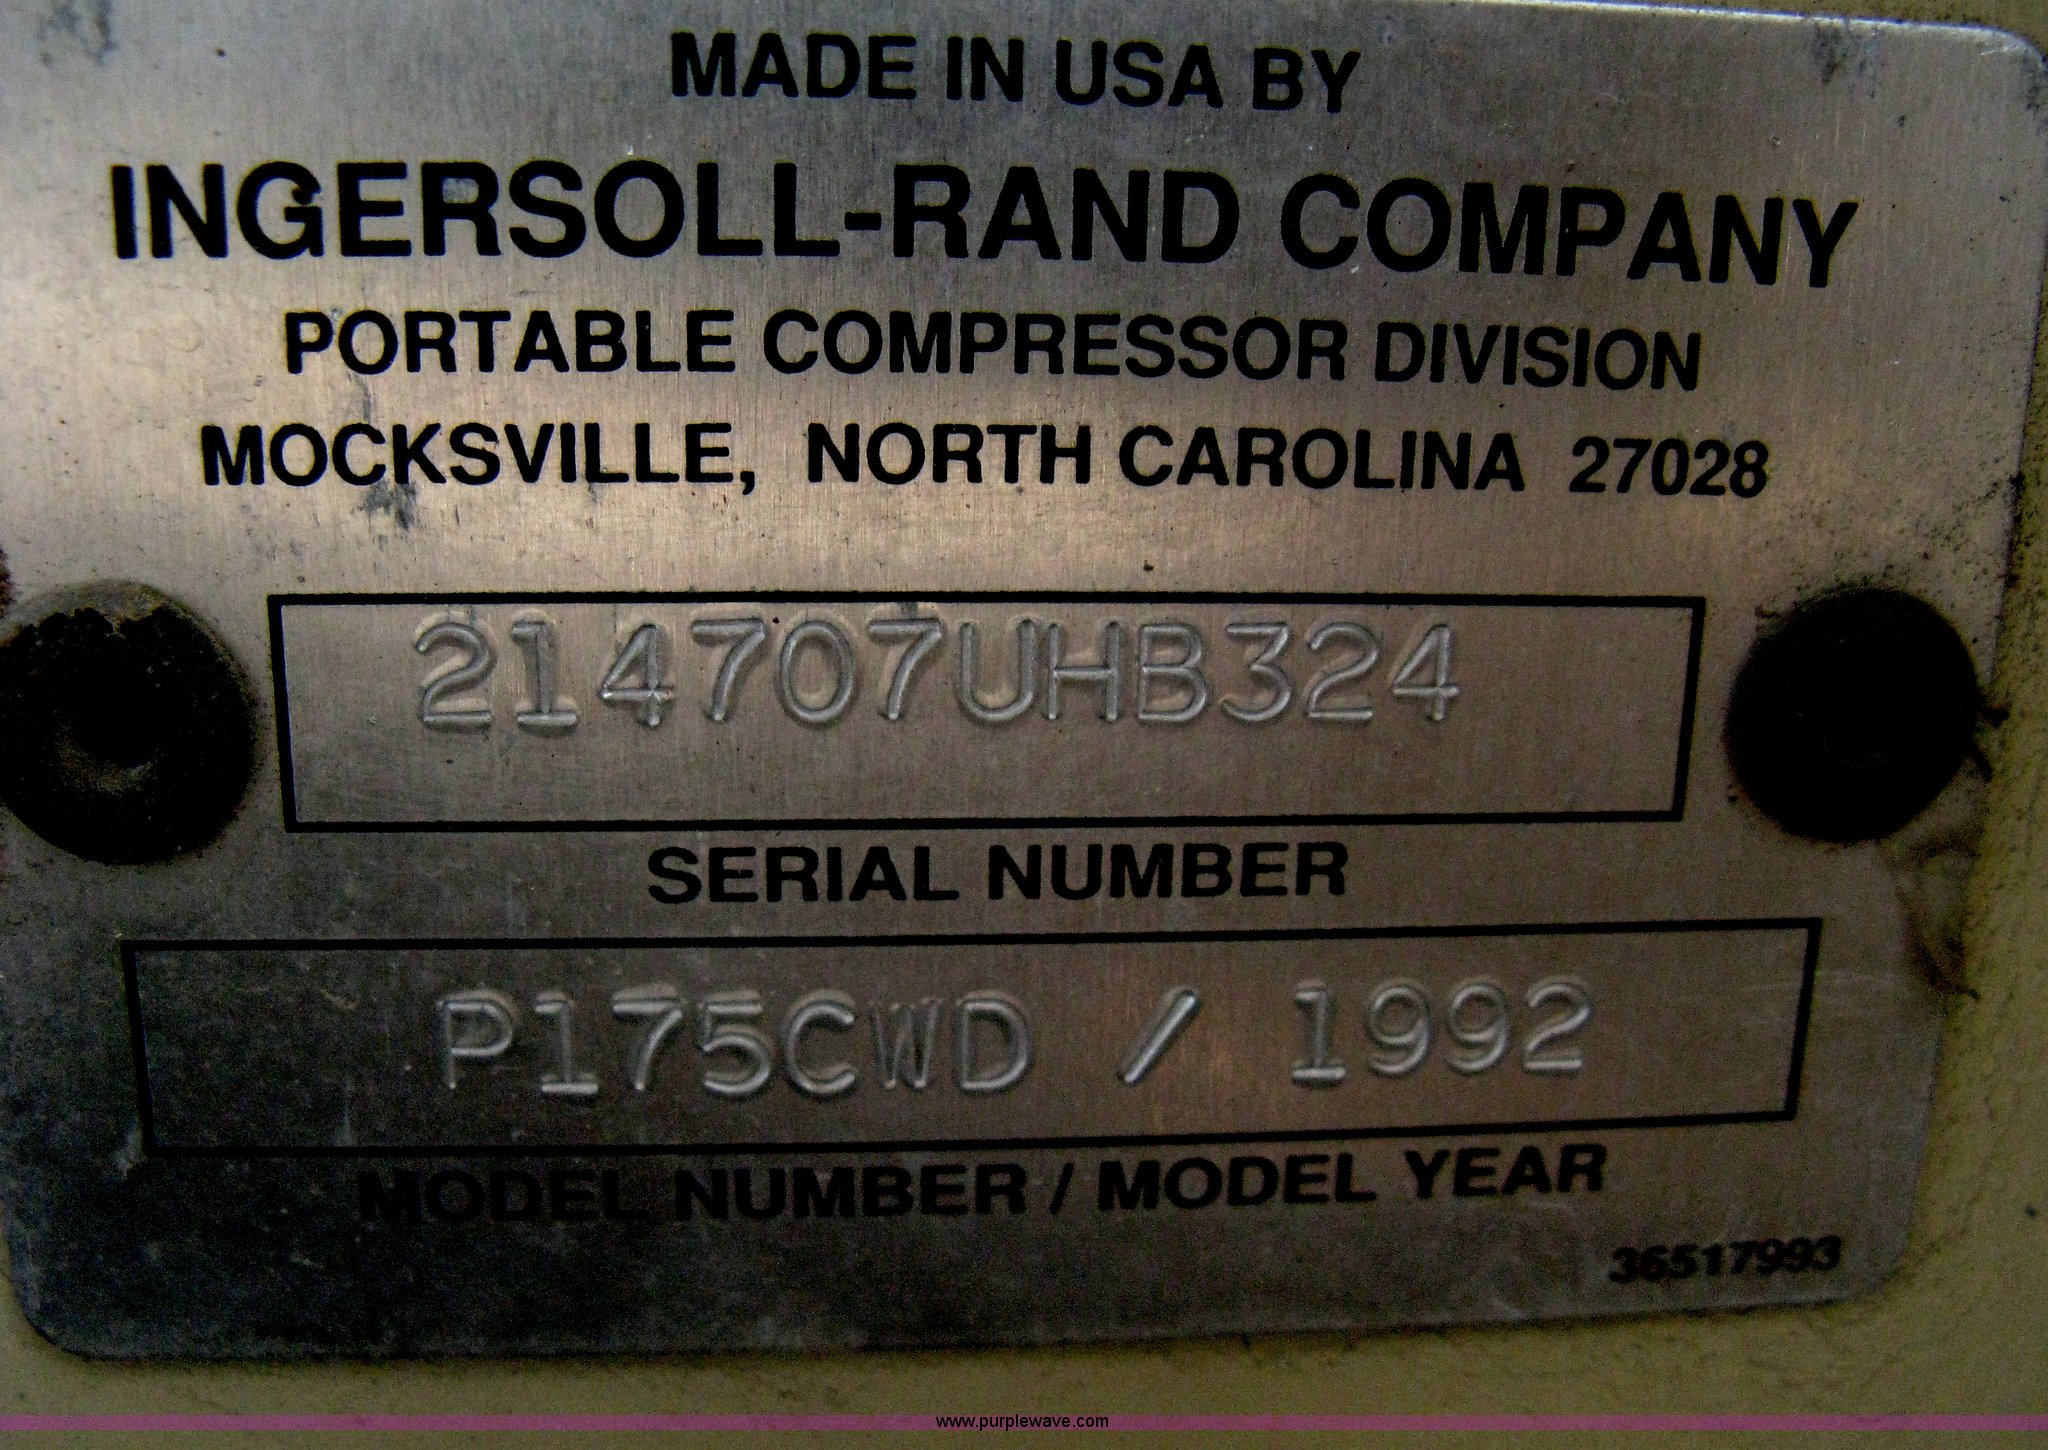 MADE IN USA BY
INGERSOLL-RAND COMPANY
PORTABLE COMPRESSOR DIVISION
MOCKSVILLE, NORTH CAROLINA 27028
214707UHB324
SERIAL NUMBER
P175CWD / 1992
MODEL NUMBER / MODEL YEAR
36517993
www.purplewave.com